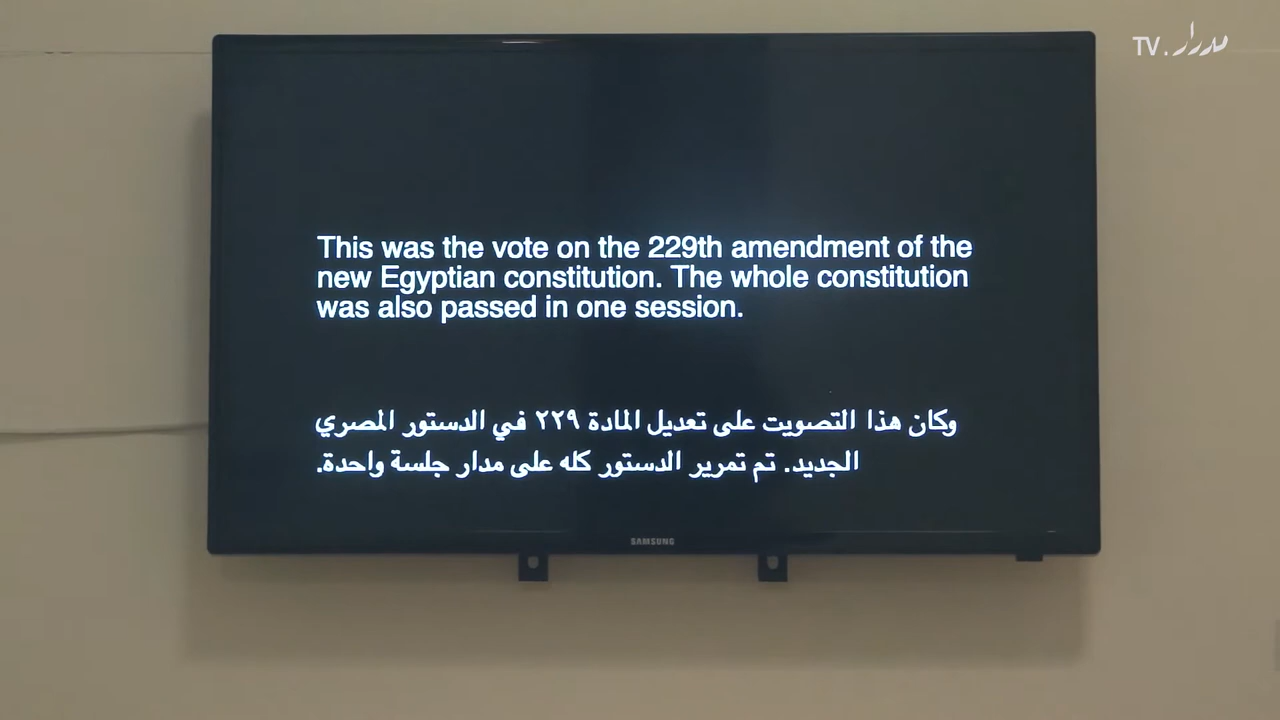 TV. مدرار
This was the vote on the 229th amendment of the
new Egyptian constitution. The whole constitution
was also passed in one session.
وكان هذا التصويت على تعديل المادة ٢٢٩ في الدستور المصري
الجديد. تم تمرير الدستور كله على مدار جلسة واحدة.
SAMSUNG